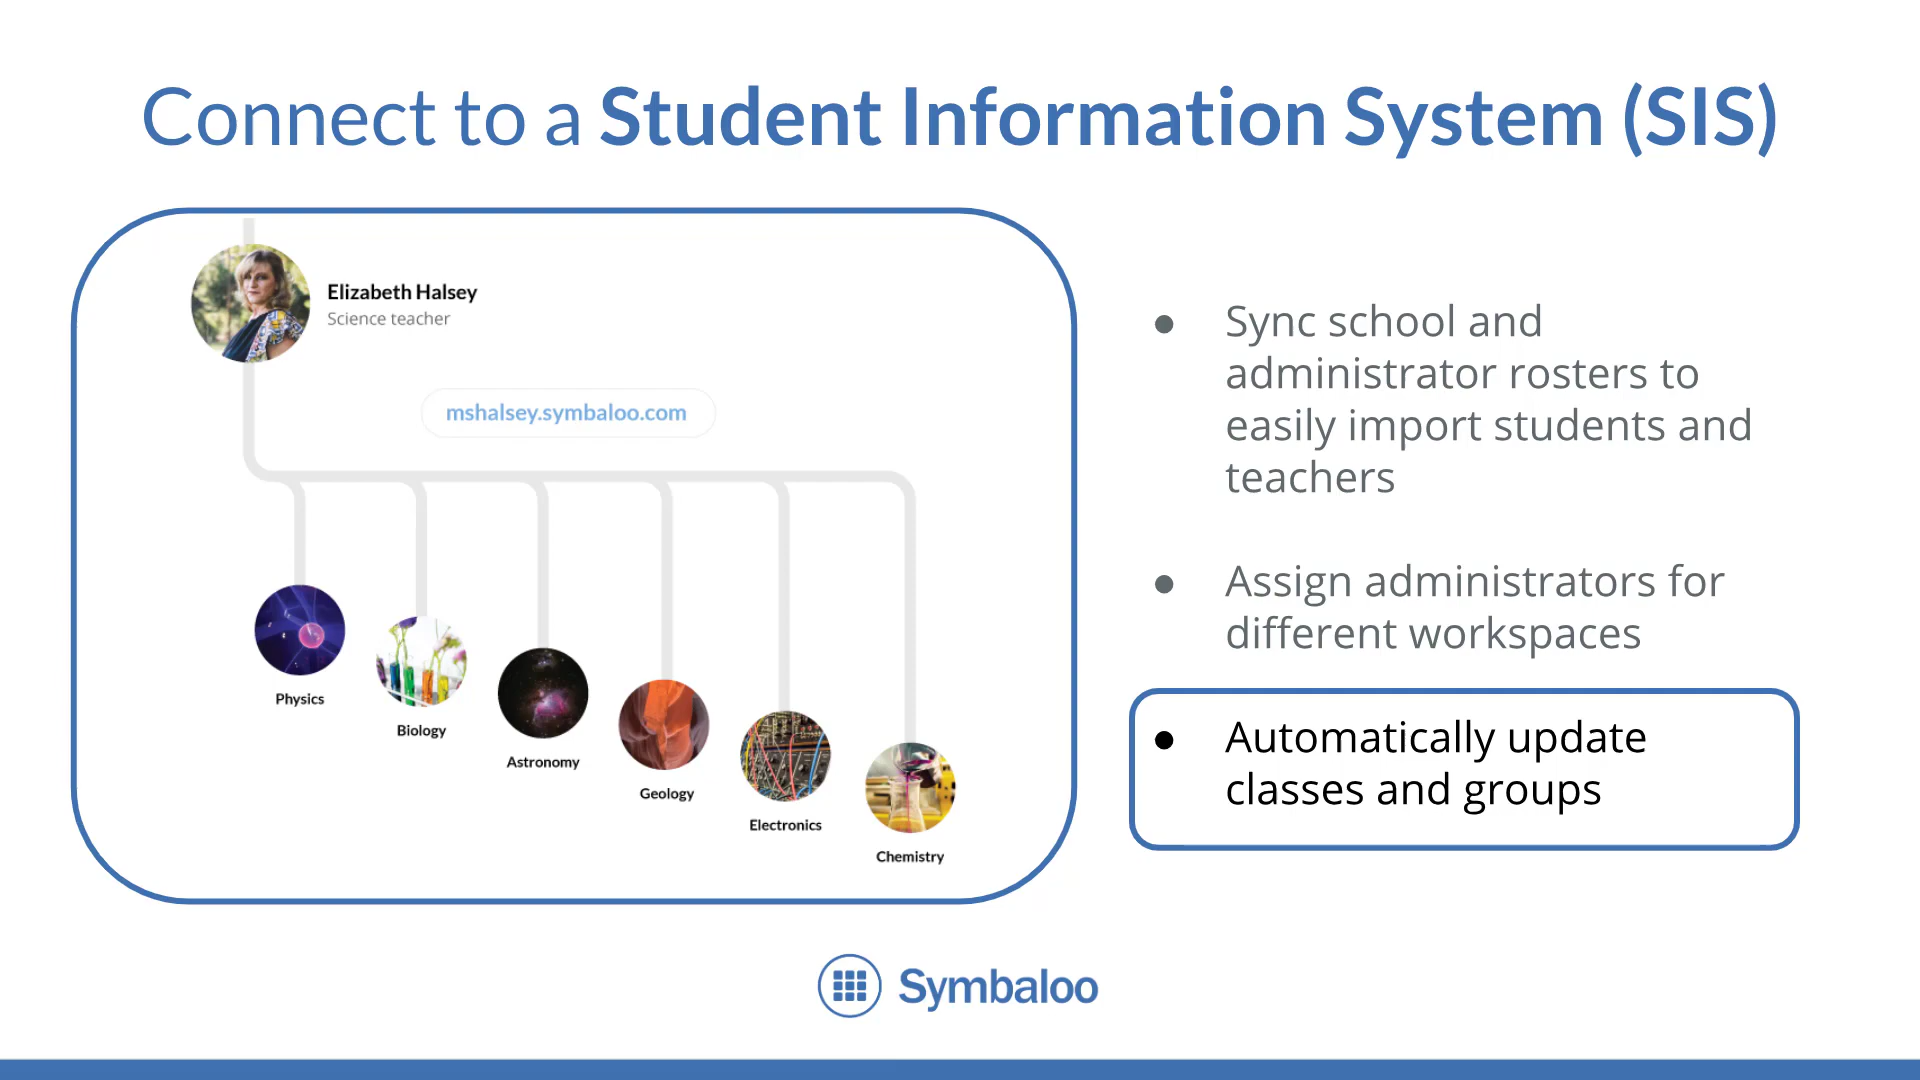 Connect to a Student Information System (SIS)
Elizabeth Halsey
Science teacher
mshalsey.symbaloo.com
Physics
Biology
Astronomy
Geology
Electronics
Chemistry
● Sync school and
administrator rosters to
easily import students and
teachers
● Assign administrators for
different workspaces
● Automatically update
classes and groups
Symbaloo